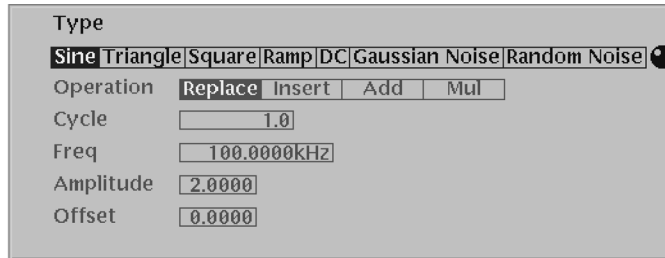 Type
Sine Triangle Square Ramp DC Gaussian Noise Random Noise
Operation Replace Insert Add Mul
Cycle 1.0
Freq 100.0000kHz
Amplitude 2.0000
Offset 0.0000